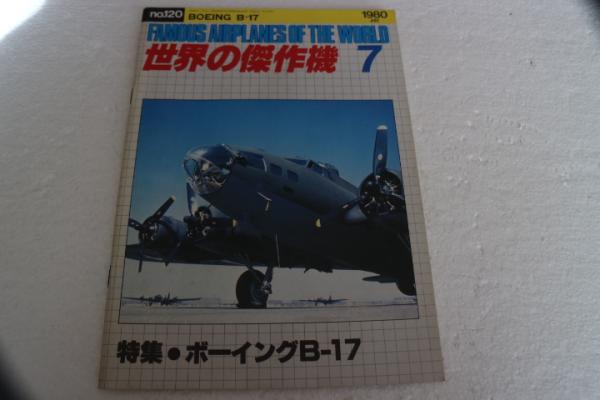 no.120 BOEING B-17 1980
FAMOUS AIRPLANES OF THE WORLD
世界の傑作機 7
特集●ボーイングB-17